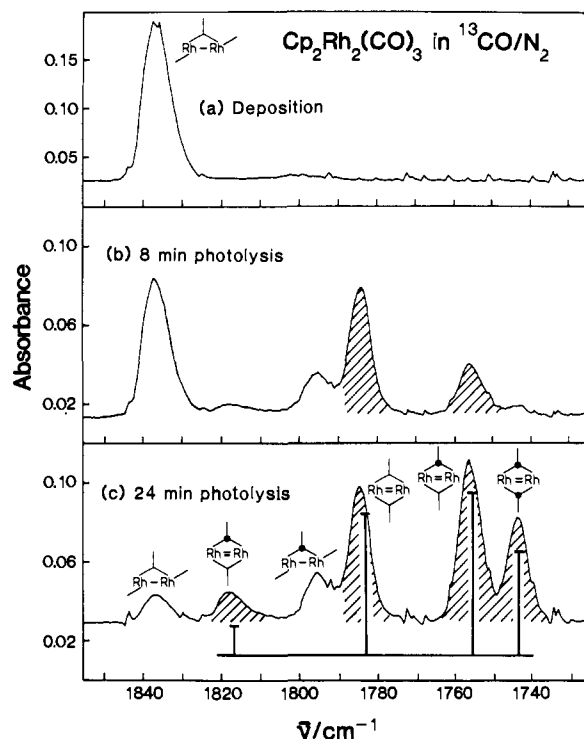 Cp₂Rh₂(CO)₃ in ¹³CO/N₂
Rh-Rh
(a) Deposition
0.15
0.10
0.05
(b) 8 min photolysis
0.10
0.06
0.02
Absorbance
(c) 24 min photolysis
0.10
0.06
0.02
Rh-Rh
Rh=Rh
Rh-Rh
Rh=Rh
Rh=Rh
Rh=Rh
1840 1820 1800 1780 1760 1740
ν̄/cm⁻¹